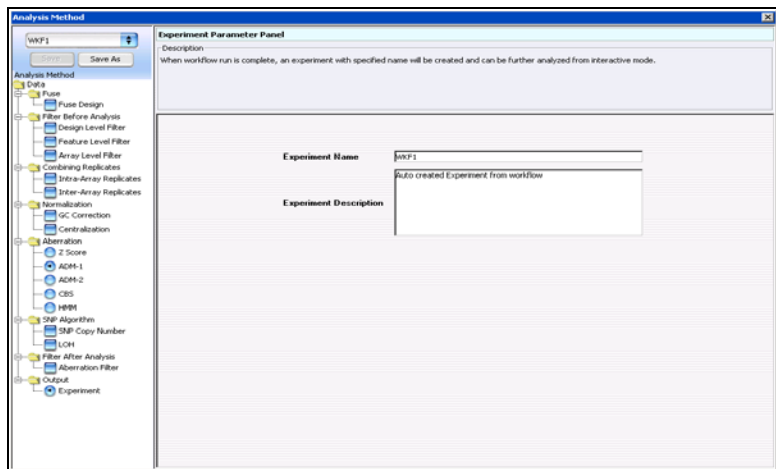 Analysis Method
WKF1
Save
Save As
Analysis Method
Data
Fuse
Fuse Design
Filter Before Analysis
Design Level Filter
Feature Level Filter
Array Level Filter
Combining Replicates
Intra-Array Replicates
Inter-Array Replicates
Normalization
GC Correction
Centralization
Aberration
Z Score
ADM-1
ADM-2
CBS
HMM
SNP Algorithm
SNP Copy Number
LOH
Filter After Analysis
Aberration Filter
Output
Experiment
Experiment Parameter Panel
Description
When workflow run is complete, an experiment with specified name will be created and can be further analyzed from interactive mode.
Experiment Name
WKF1
Experiment Description
Auto created Experiment from workflow